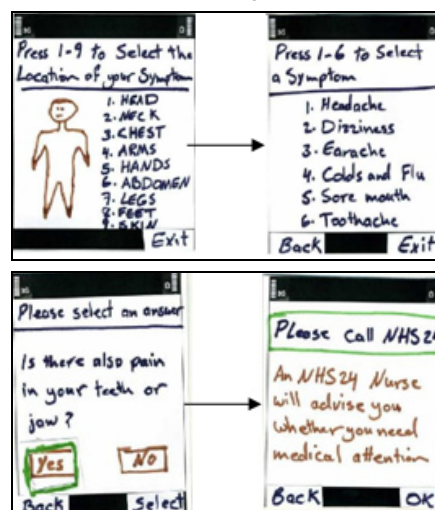 Press 1-9 to Select the
Location of your Symptom
1. HEAD
2. NECK
3. CHEST
4. ARMS
5. HANDS
6. ABDOMEN
7. LEGS
8. FEET
9. SKIN
Exit
Press 1-6 to Select
a Symptom
1. Headache
2. Dizziness
3. Earache
4. Colds and Flu
5. Sore mouth
6. Toothache
Back Exit
Please select an answer
Is there also pain
in your teeth or
jaw?
Yes NO
Back Select
Please Call NHS24
An NHS24 Nurse
will advise you
whether you need
medical attention
Back OK